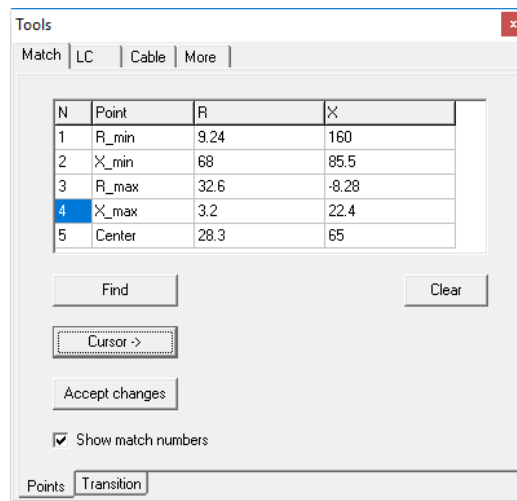 Tools x
Match LC Cable More
N Point R X
1 R_min 9.24 160
2 X_min 68 85.5
3 R_max 32.6 -8.28
4 X_max 3.2 22.4
5 Center 28.3 65
Find Clear
Cursor ->
Accept changes
Show match numbers
Points Transition